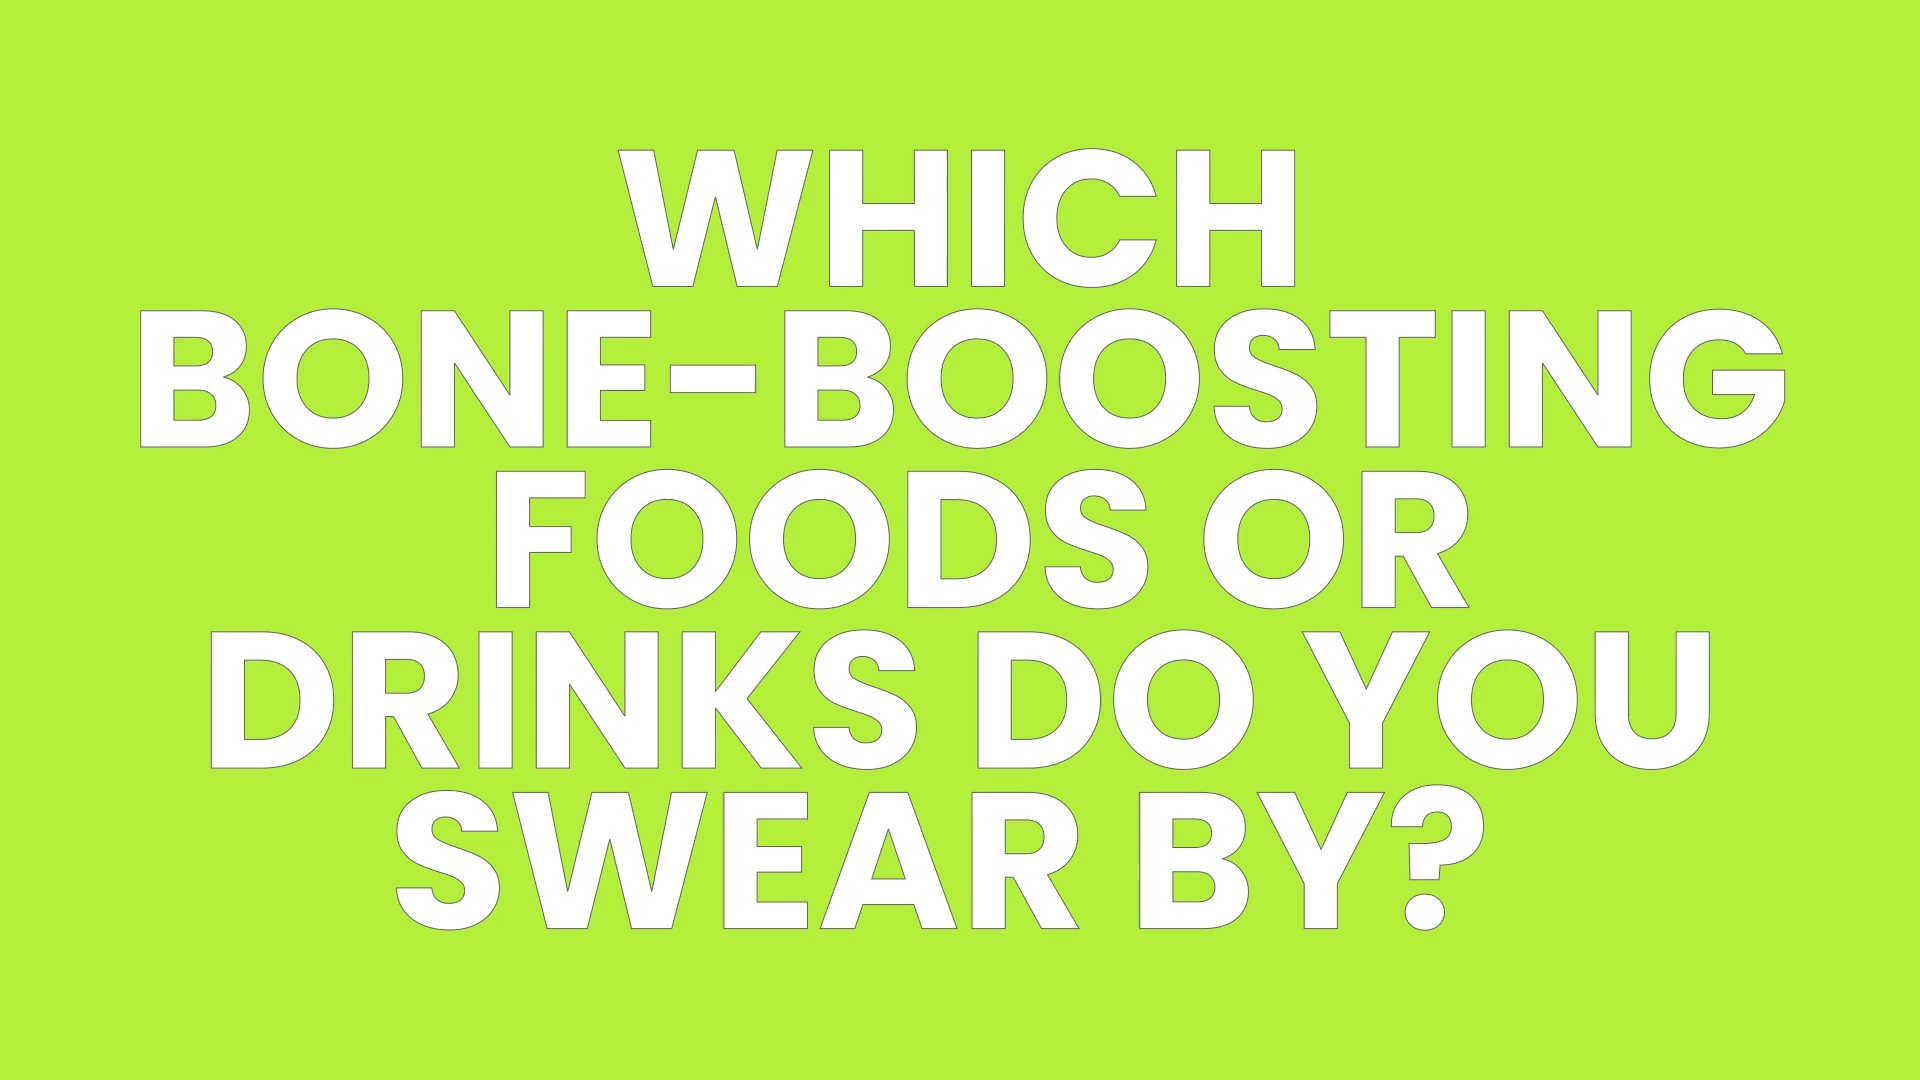 WHICH
BONE-BOOSTING
FOODS OR
DRINKS DO YOU
SWEAR BY?